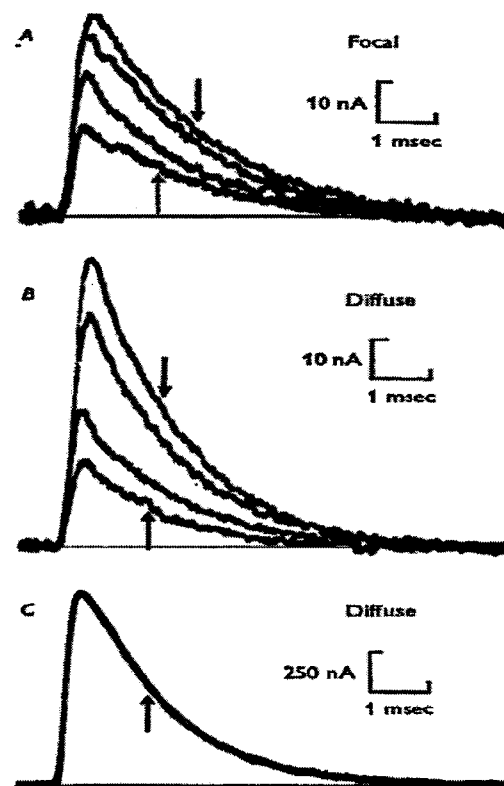 A
Focal
10 nA
1 msec
B
Diffuse
10 nA
1 msec
C
Diffuse
250 nA
1 msec